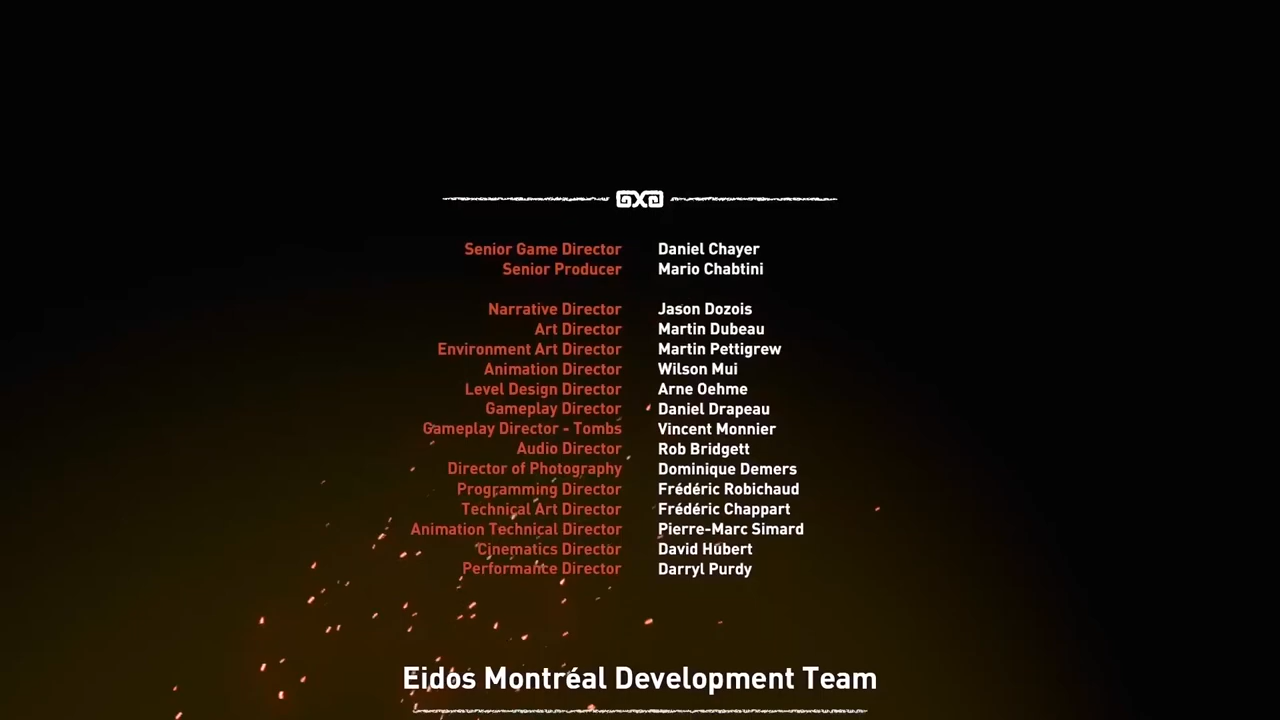 Senior Game Director Daniel Chayer
Senior Producer Mario Chabtini
Narrative Director Jason Dozois
Art Director Martin Dubeau
Environment Art Director Martin Pettigrew
Animation Director Wilson Mui
Level Design Director Arne Oehme
Gameplay Director Daniel Drapeau
Gameplay Director - Tombs Vincent Monnier
Audio Director Rob Bridgett
Director of Photography Dominique Demers
Programming Director Frédéric Robichaud
Technical Art Director Frédéric Chappart
Animation Technical Director Pierre-Marc Simard
Cinematics Director David Hubert
Performance Director Darryl Purdy
Eidos Montréal Development Team